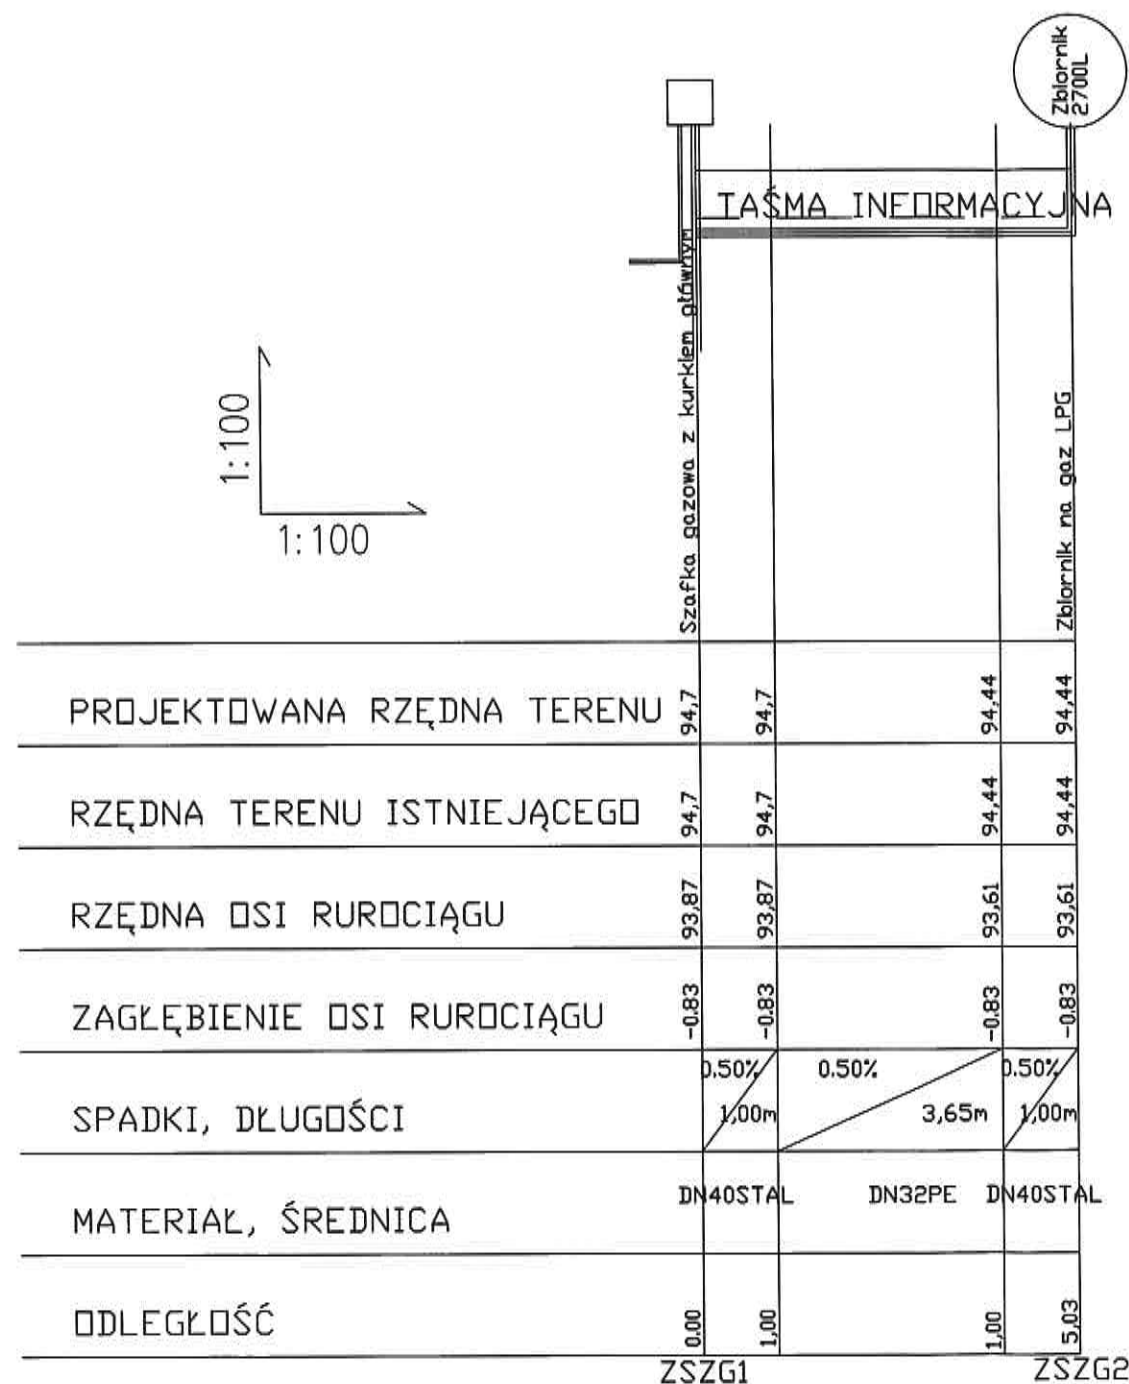 Zbiornik
2700L
TAŚMA INFORMACYJNA
Szafka gazowa z kurkiem głównym
Zbiornik na gaz LPG
1:100
1:100
PROJEKTOWANA RZĘDNA TERENU 94,7 94,7 94,44 94,44
RZĘDNA TERENU ISTNIEJĄCEGO 94,7 94,7 94,44 94,44
RZĘDNA OSI RUROCIĄGU 93,87 93,87 93,61 93,61
ZAGŁĘBIENIE OSI RUROCIĄGU -0.83 -0.83 -0.83 -0.83
0.50% 0.50% 0.50%
SPADKI, DŁUGOŚCI 1,00m 3,65m 1,00m
DN40STAL DN32PE DN40STAL
MATERIAŁ, ŚREDNICA
ODLEGŁOŚĆ 0.00 1,00 1,00 5,03
ZSZG1 ZSZG2